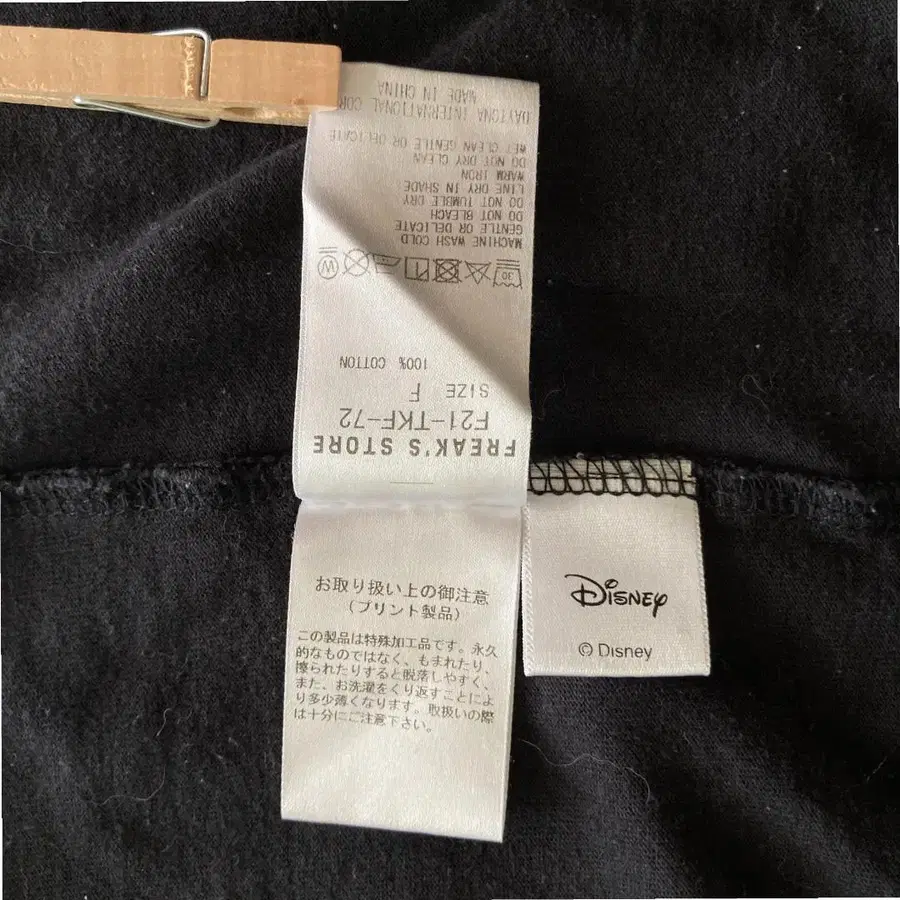 FREAK'S STORE
F21-TKF-72
SIZE F
100% COTTON
30
W
MACHINE WASH COLD
GENTLE OR DELICATE
DO NOT BLEACH
DO NOT TUMBLE DRY
LINE DRY IN SHADE
WARM IRON
DO NOT DRY CLEAN
WET CLEAN GENTLE OR DELICATE
DAYTONA INTERNATIONAL COR
MADE IN CHINA
お取り扱い上の御注意
(プリント製品)
この製品は特殊加工品です。永久
的なものではなく、もまれたり、
擦られたりすると脱落しやすく、
また、お洗濯をくり返すことによ
り多少薄くなります。取扱いの際
は十分にご注意下さい。
Disney
© Disney